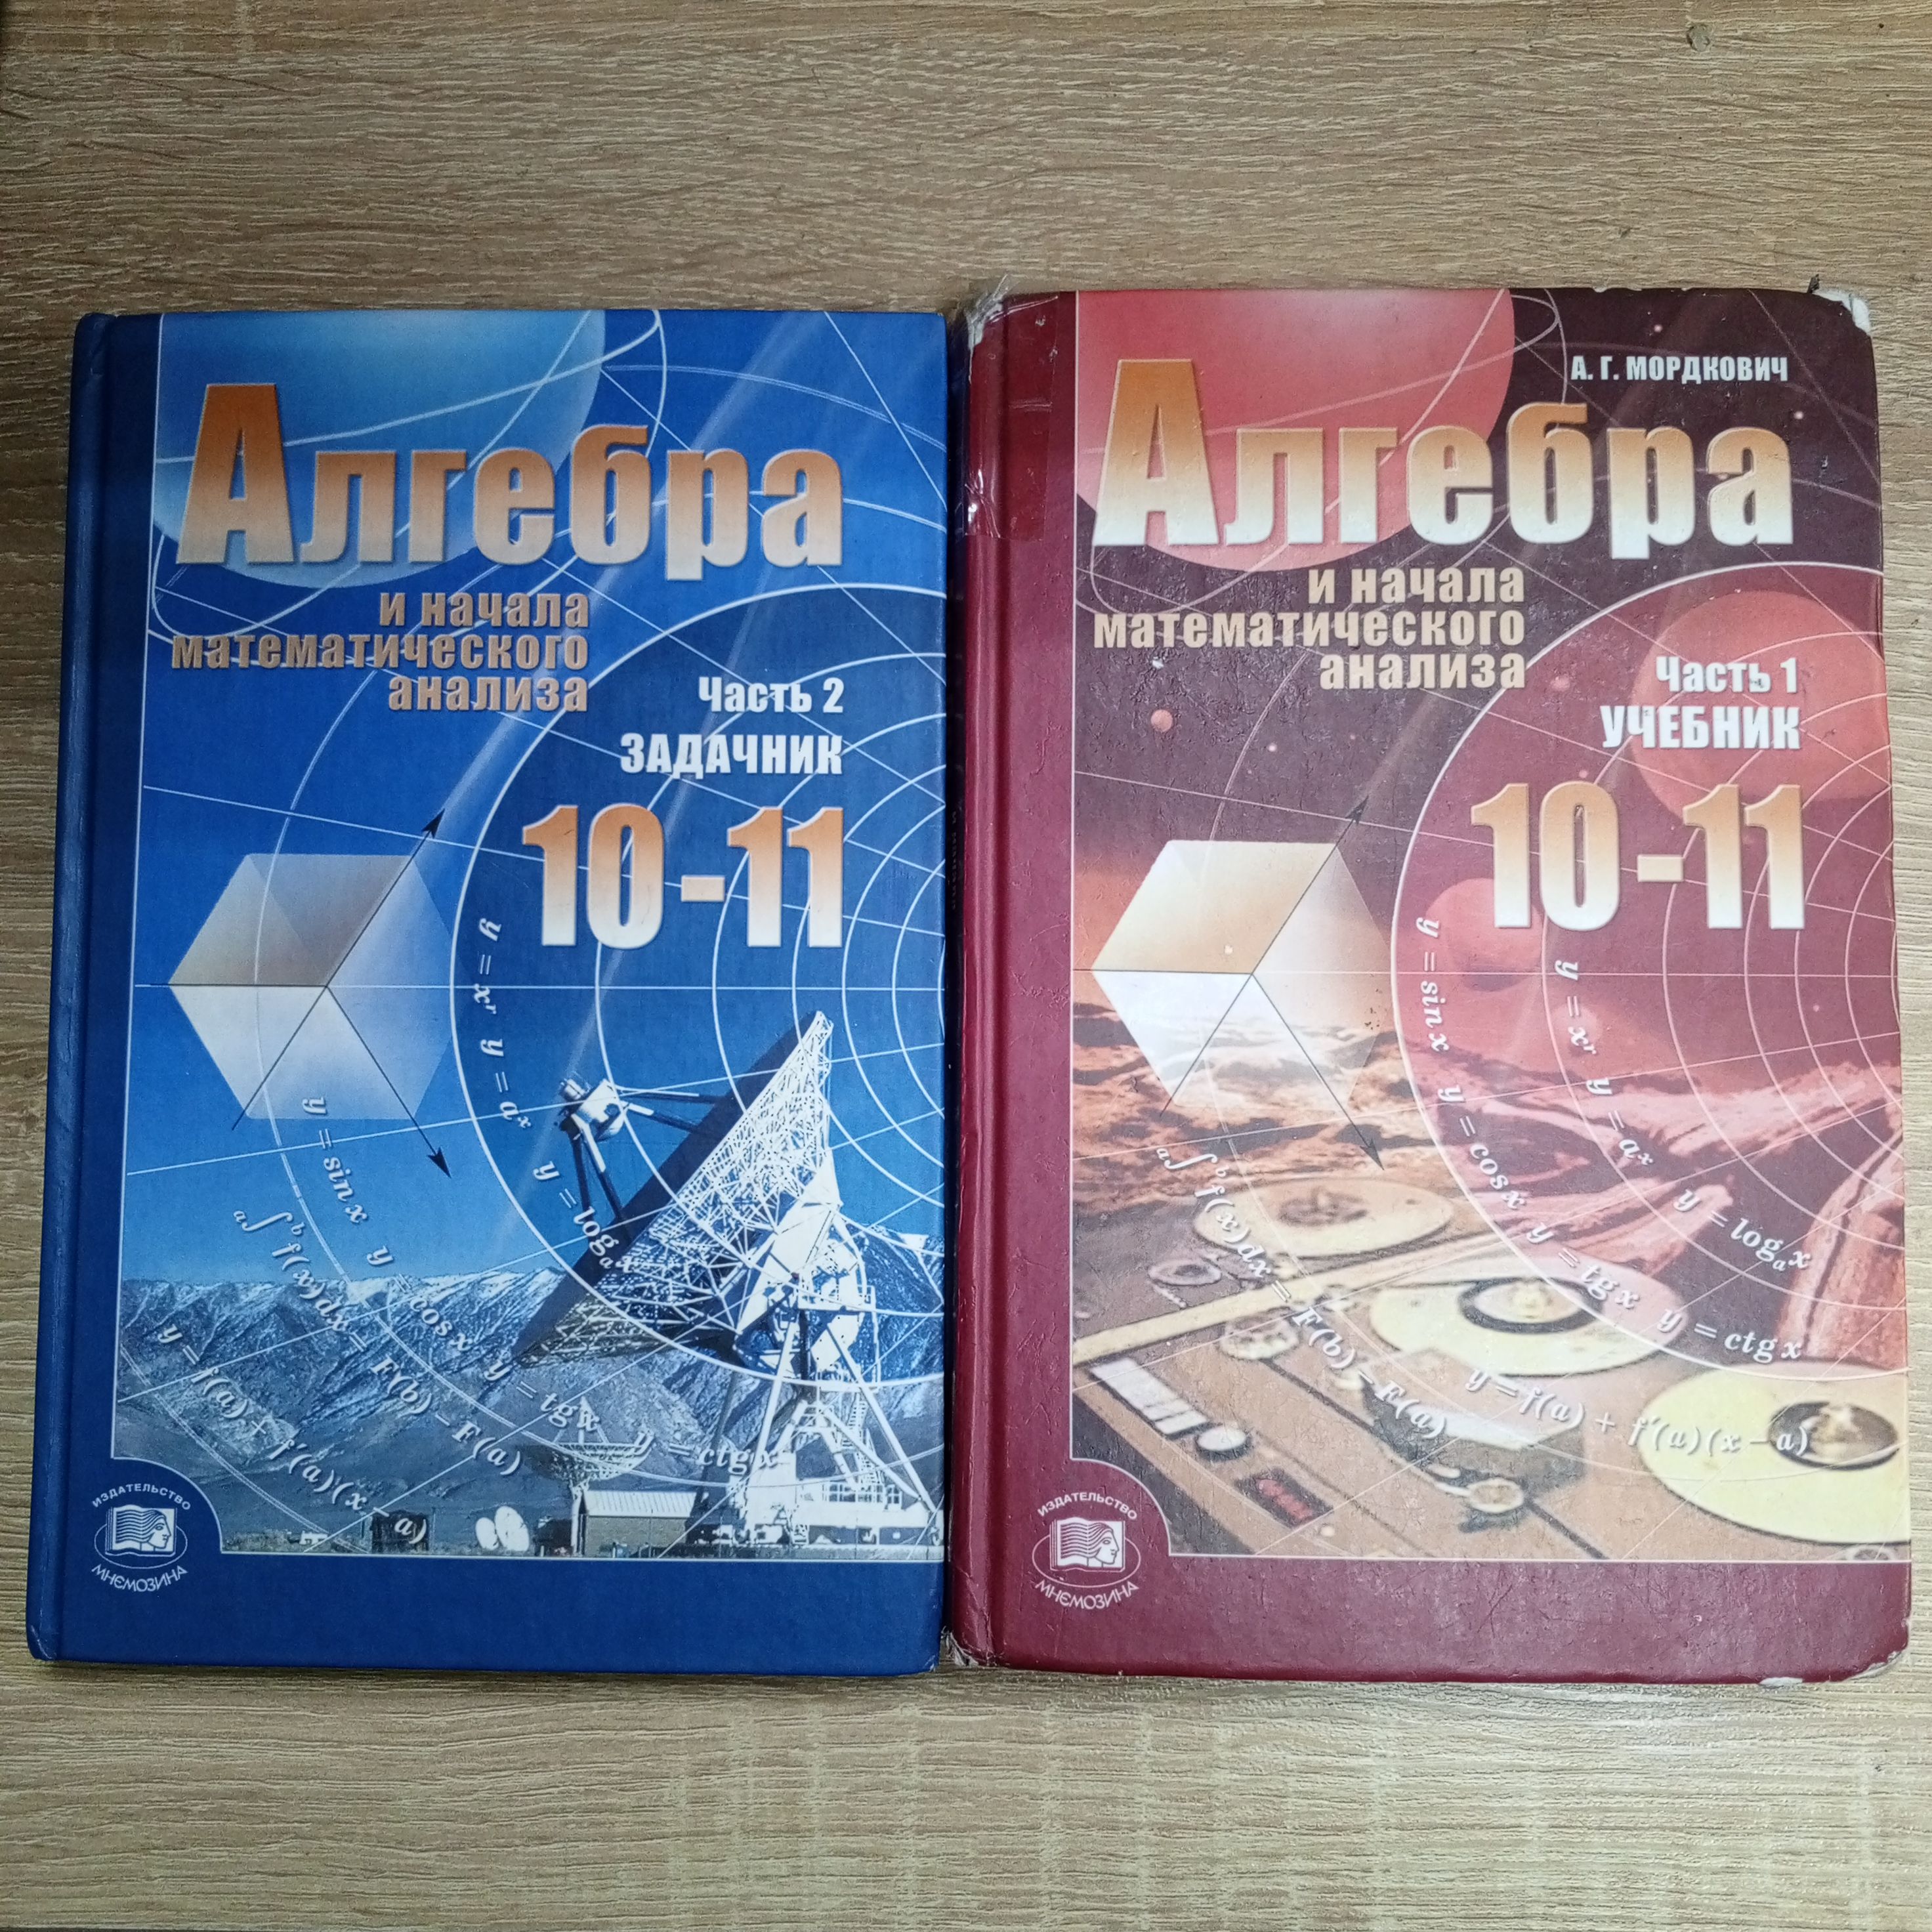 Алгебра
и начала
математического
анализа
Часть 2
ЗАДАЧНИК
10-11
y = xʳ y = aˣ y = logₐx
y = sin x y = cos x y = tg x y = ctg x
ₐ∫ᵇ f(x)dx = F(b) – F(a)
y = f(a) + f′(a)(x – a)
ИЗДАТЕЛЬСТВО
МНЕМОЗИНА
А. Г. МОРДКОВИЧ
Алгебра
и начала
математического
анализа
Часть 1
УЧЕБНИК
10-11
y = xʳ y = aˣ y = logₐx
y = sin x y = cos x y = tg x y = ctg x
ₐ∫ᵇ f(x)dx = F(b) – F(a)
y = f(a) + f′(a)(x – a)
ИЗДАТЕЛЬСТВО
МНЕМОЗИНА